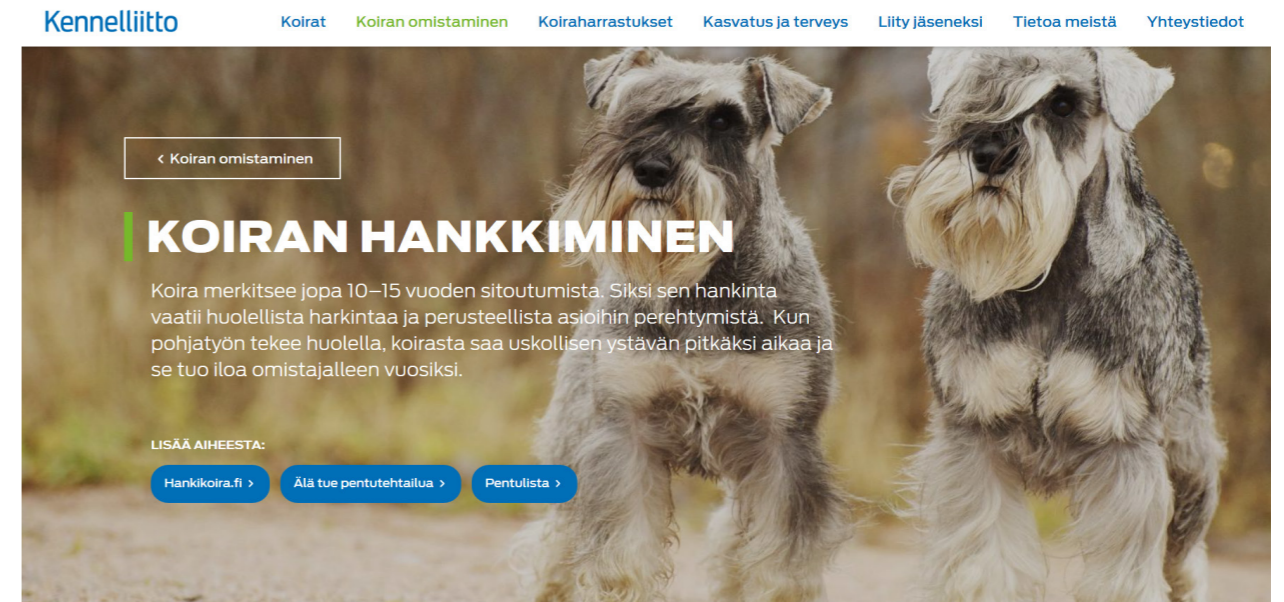 Kennelliitto
Koirat Koiran omistaminen Koiraharrastukset Kasvatus ja terveys Liity jäseneksi Tietoa meistä Yhteystiedot
< Koiran omistaminen
KOIRAN HANKKIMINEN
Koira merkitsee jopa 10–15 vuoden sitoutumista. Siksi sen hankinta
vaatii huolellista harkintaa ja perusteellista asioihin perehtymistä. Kun
pohjatyön tekee huolella, koirasta saa uskollisen ystävän pitkäksi aikaa ja
se tuo iloa omistajalleen vuosiksi.
LISÄÄ AIHEESTA:
Hankikoira.fi > Älä tue pentutehtailua > Pentulista >